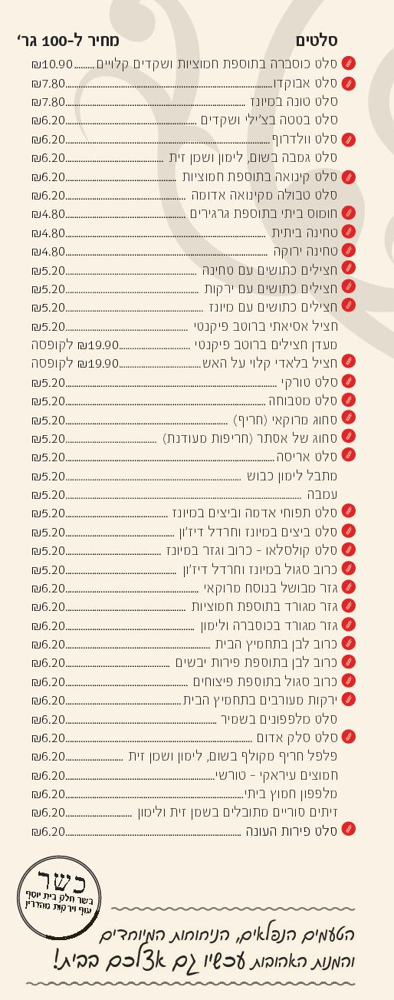 סלטים מחיר ל-100 גר'
סלט כוסברה בתוספת חמוציות ושקדים קלויים.........₪10.90
סלט אבוקדו.........₪7.80
סלט טונה במיונז.........₪7.80
סלט בטטה בצ'ילי ושקדים.........₪6.20
סלט וולדרוף.........₪6.20
סלט גמבה בשום, לימון ושמן זית.........₪6.20
סלט קינואה בתוספת חמוציות.........₪6.20
סלט טבולה מקינואה אדומה.........₪6.20
חומוס ביתי בתוספת גרגירים.........₪4.80
טחינה ביתית.........₪4.80
טחינה ירוקה.........₪4.80
חצילים כתושים עם טחינה.........₪5.20
חצילים כתושים עם ירקות.........₪5.20
חצילים כתושים עם מיונז.........₪5.20
חציל אסיאתי ברוטב פיקנטי.........₪5.20
מעדן חצילים ברוטב פיקנטי.........₪19.90 לקופסה
חציל בלאדי קלוי על האש.........₪19.90 לקופסה
סלט טורקי.........₪5.20
סלט מטבוחה.........₪5.20
סחוג מרוקאי (חריף).........₪5.20
סחוג של אסתר (חריפות מעודנת).........₪5.20
סלט אריסה.........₪5.20
מתבל לימון כבוש.........₪5.20
עמבה.........₪5.20
סלט תפוחי אדמה וביצים במיונז.........₪5.20
סלט ביצים במיונז וחרדל דיז'ון.........₪5.20
סלט קולסלאו - כרוב וגזר במיונז.........₪5.20
כרוב סגול במיונז וחרדל דיז'ון.........₪5.20
גזר מבושל בנוסח מרוקאי.........₪6.20
גזר מגורד בתוספת חמוציות.........₪6.20
גזר מגורד בכוסברה ולימון.........₪6.20
כרוב לבן בתחמיץ הבית.........₪6.20
כרוב לבן בתוספת פירות יבשים.........₪6.20
כרוב סגול בתוספת פיצוחים.........₪6.20
ירקות מעורבים בתחמיץ הבית.........₪6.20
סלט מלפפונים בשמיר.........₪6.20
סלט סלק אדום.........₪6.20
פלפל חריף מקולף בשום, לימון ושמן זית.........₪6.20
חמוצים עיראקי - טורשי.........₪6.20
מלפפון חמוץ ביתי.........₪6.20
זיתים סוריים מתובלים בשמן זית ולימון.........₪6.20
סלט פירות העונה.........₪6.20
כשר
בשר חלק בית יוסף
עוף וירקות מהדרין
הטעמים הנפלאים, הניחוחות המיוחדים
והמנות האהובות עכשיו גם אצלכם בבית!